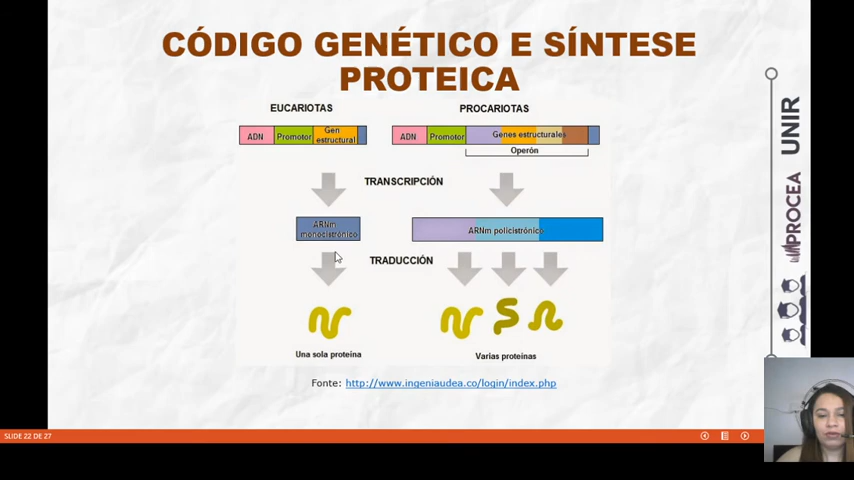 CÓDIGO GENÉTICO E SÍNTESE
PROTEICA
EUCARIOTAS
PROCARIOTAS
ADN
Promotor
Gen
estructural
ADN
Promotor
Genes estructurales
Operón
TRANSCRIPCIÓN
ARNm
monocistrónico
ARNm policistrónico
TRADUCCIÓN
Una sola proteína
Varias proteínas
Fonte: http://www.ingeniaudea.co/login/index.php
PROCEA UNIR
SLIDE 22 DE 27